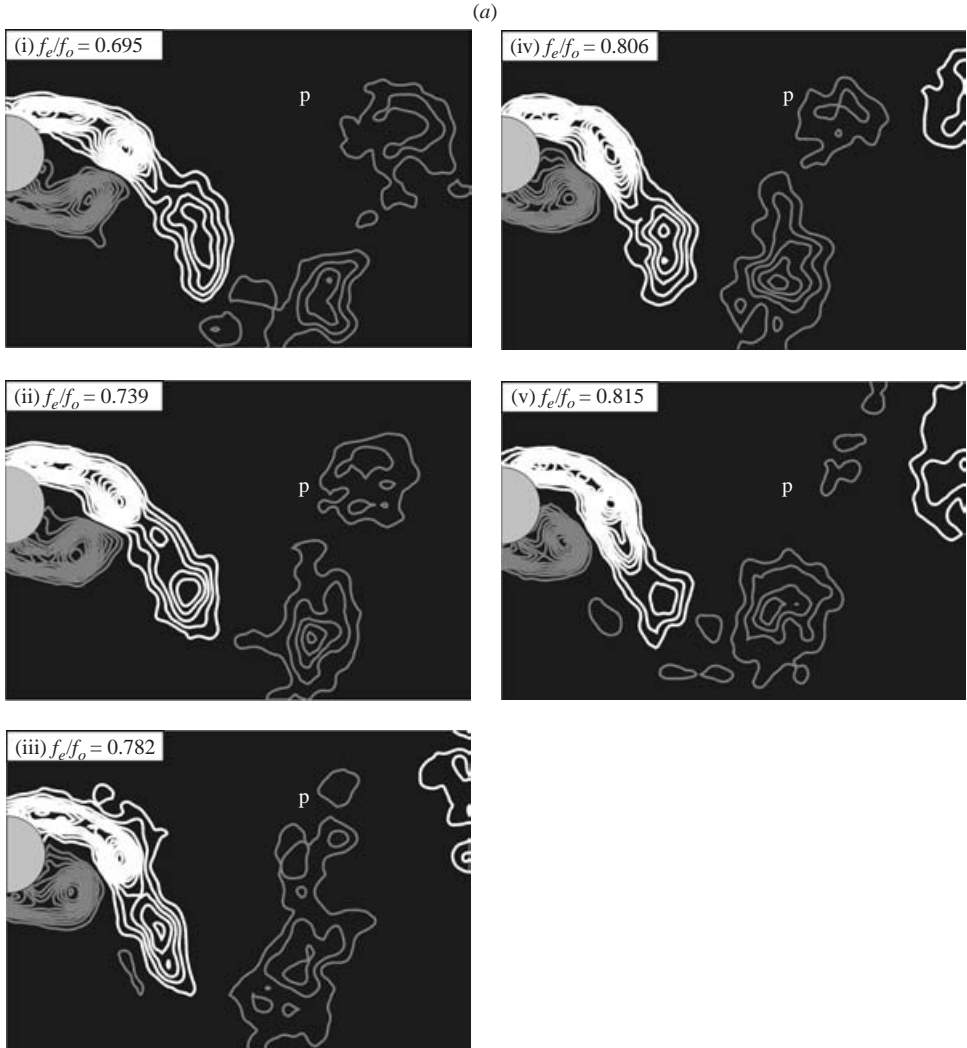 (a)
(i) fe/fo = 0.695
p
(iv) fe/fo = 0.806
p
(ii) fe/fo = 0.739
p
(v) fe/fo = 0.815
p
(iii) fe/fo = 0.782
p